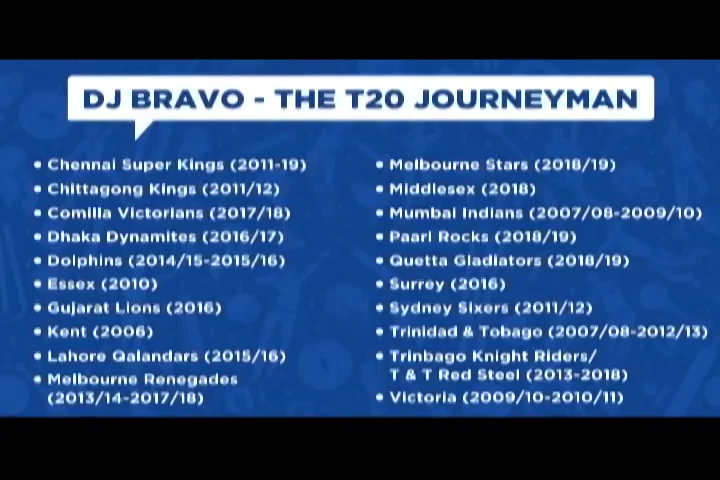 DJ BRAVO - THE T20 JOURNEYMAN
• Chennai Super Kings (2011-19)
• Chittagong Kings (2011/12)
• Comilla Victorians (2017/18)
• Dhaka Dynamites (2016/17)
• Dolphins (2014/15-2015/16)
• Essex (2010)
• Gujarat Lions (2016)
• Kent (2006)
• Lahore Qalandars (2015/16)
• Melbourne Renegades
(2013/14-2017/18)
• Melbourne Stars (2018/19)
• Middlesex (2018)
• Mumbai Indians (2007/08-2009/10)
• Paarl Rocks (2018/19)
• Quetta Gladiators (2018/19)
• Surrey (2016)
• Sydney Sixers (2011/12)
• Trinidad & Tobago (2007/08-2012/13)
• Trinbago Knight Riders/
T & T Red Steel (2013-2018)
• Victoria (2009/10-2010/11)